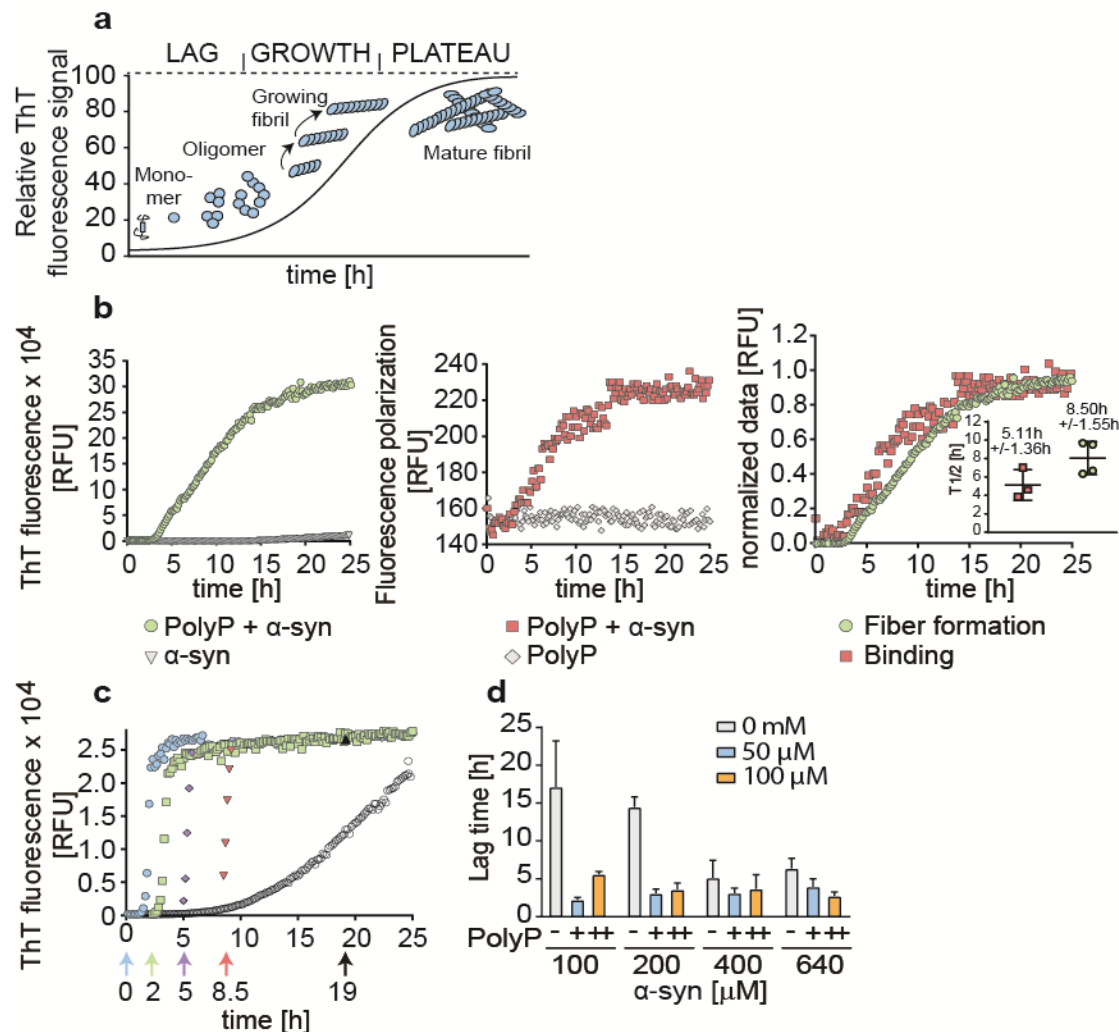 a
LAG | GROWTH | PLATEAU
Relative ThT
fluorescence signal
100
80
60
40
20
0
Mono-
mer
Oligomer
Growing
fibril
Mature fibril
time [h]
b
ThT fluorescence x 10⁴
[RFU]
35
30
25
20
15
10
5
0
0 5 10 15 20 25
time [h]
PolyP + α-syn
α-syn
Fluorescence polarization
[RFU]
240
220
200
180
160
140
0 5 10 15 20 25
time [h]
PolyP + α-syn
PolyP
normalized data [RFU]
1.2
1.0
0.8
0.6
0.4
0.2
0.0
0 5 10 15 20 25
time [h]
T1/2 [h]
12
10
8
6
4
2
0
5.11h
+/-1.36h
8.50h
+/-1.55h
Fiber formation
Binding
c
ThT fluorescence x 10⁴
[RFU]
2.5
2.0
1.5
1.0
0.5
0
0 5 10 15 20 25
0 2 5 8.5 19
time [h]
d
Lag time [h]
25
20
15
10
5
0
0 mM
50 µM
100 µM
PolyP - + ++ - + ++ - + ++ - + ++
100 200 400 640
α-syn [µM]